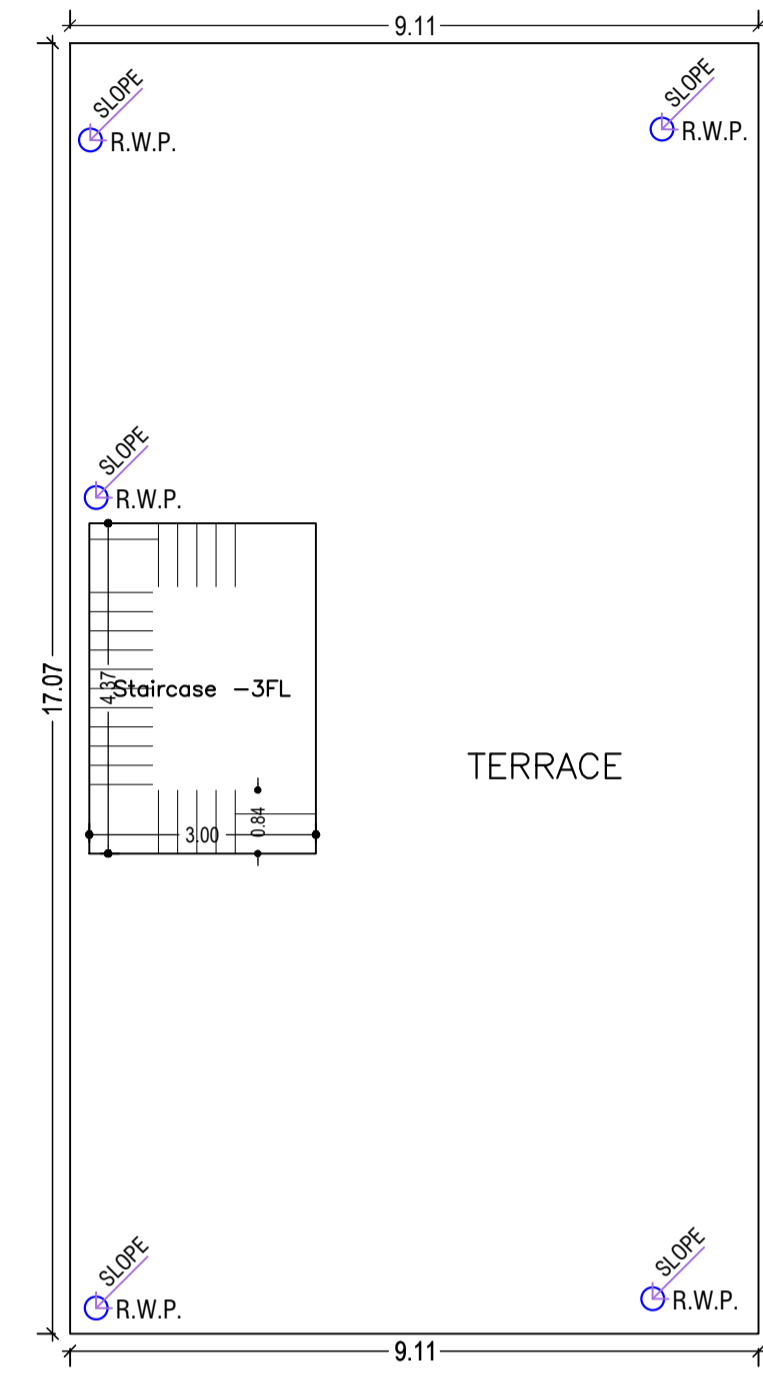 9.11
SLOPE
R.W.P.
SLOPE
R.W.P.
SLOPE
R.W.P.
17.07
4.37
Staircase -3FL
TERRACE
3.00
0.84
SLOPE
R.W.P.
SLOPE
R.W.P.
9.11